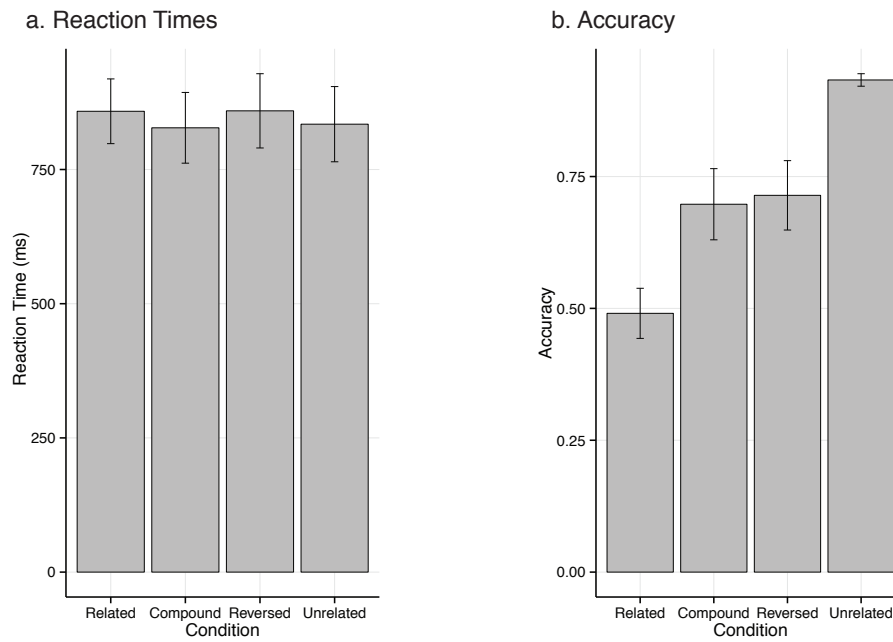 a. Reaction Times
750
500
250
0
Reaction Time (ms)
Related Compound Reversed Unrelated
Condition
b. Accuracy
0.75
0.50
0.25
0.00
Accuracy
Related Compound Reversed Unrelated
Condition